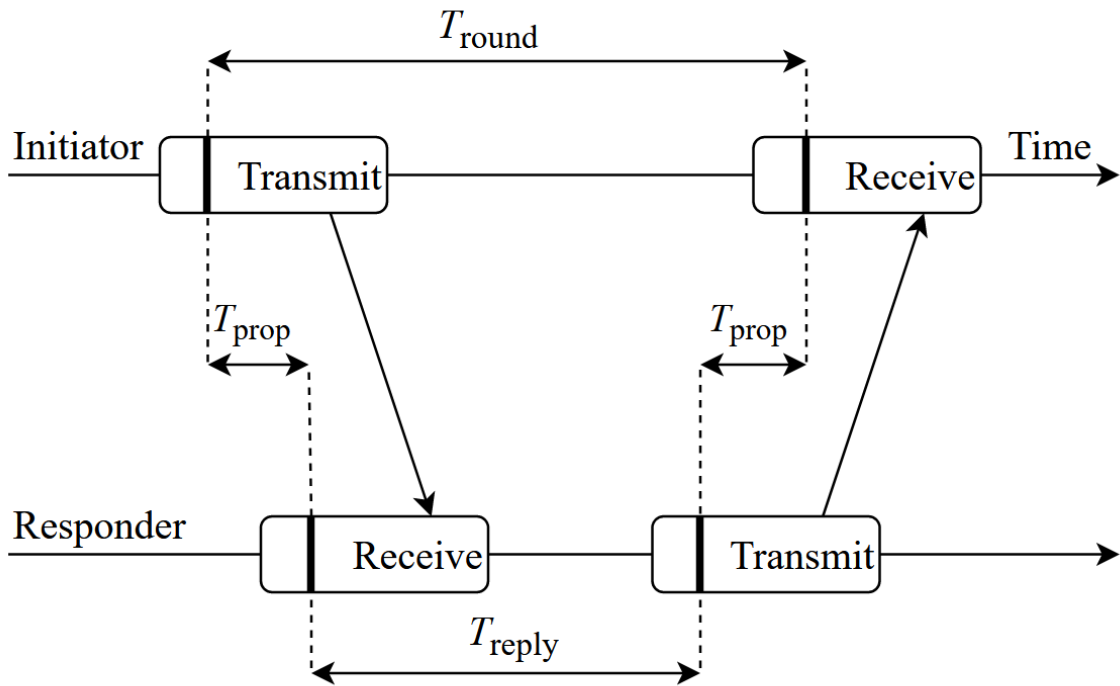 T_round
Initiator
Transmit
Receive
Time
T_prop
T_prop
Responder
Receive
Transmit
T_reply